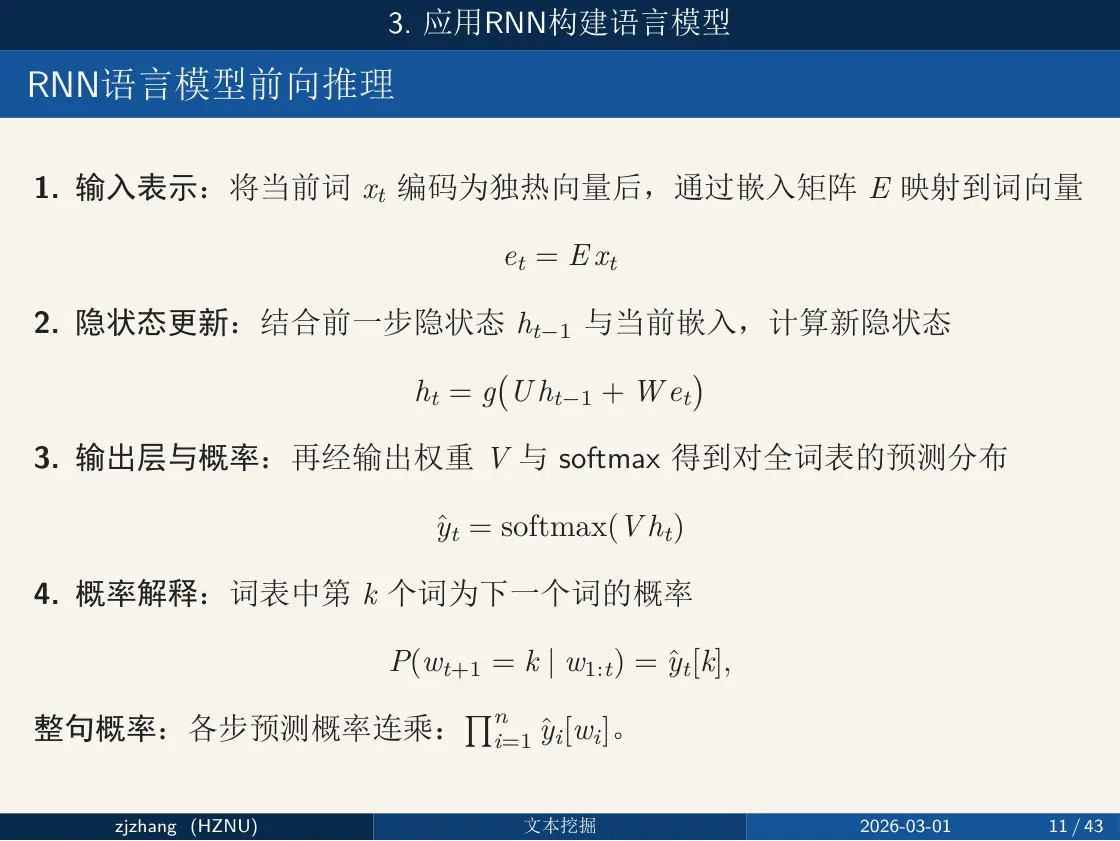 3. 应用RNN构建语言模型
RNN语言模型前向推理
1. 输入表示：将当前词 x_t 编码为独热向量后，通过嵌入矩阵 E 映射到词向量
e_t = E x_t
2. 隐状态更新：结合前一步隐状态 h_{t−1} 与当前嵌入，计算新隐状态
h_t = g(U h_{t−1} + W e_t)
3. 输出层与概率：再经输出权重 V 与 softmax 得到对全词表的预测分布
ŷ_t = softmax(V h_t)
4. 概率解释：词表中第 k 个词为下一个词的概率
P(w_{t+1} = k | w_{1:t}) = ŷ_t[k],
整句概率：各步预测概率连乘：∏_{i=1}^{n} ŷ_i[w_i]。
zjzhang (HZNU) 文本挖掘 2026-03-01 11 / 43